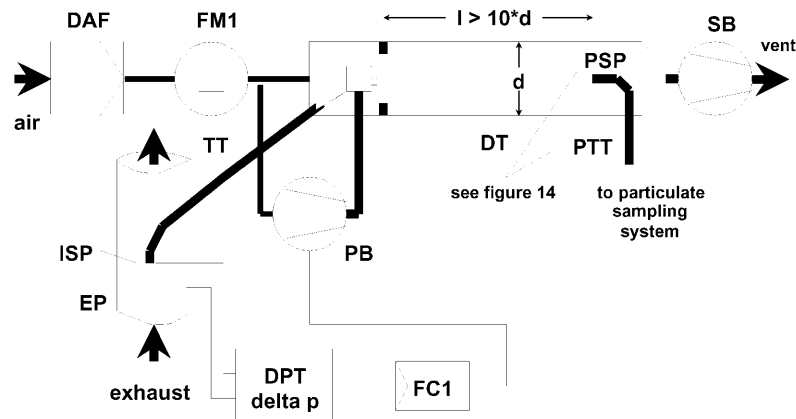 l > 10*d
DAF
FM1
SB
vent
PSP
d
air
TT
DT
PTT
see figure 14
to particulate
sampling
system
ISP
PB
EP
exhaust
DPT
delta p
FC1